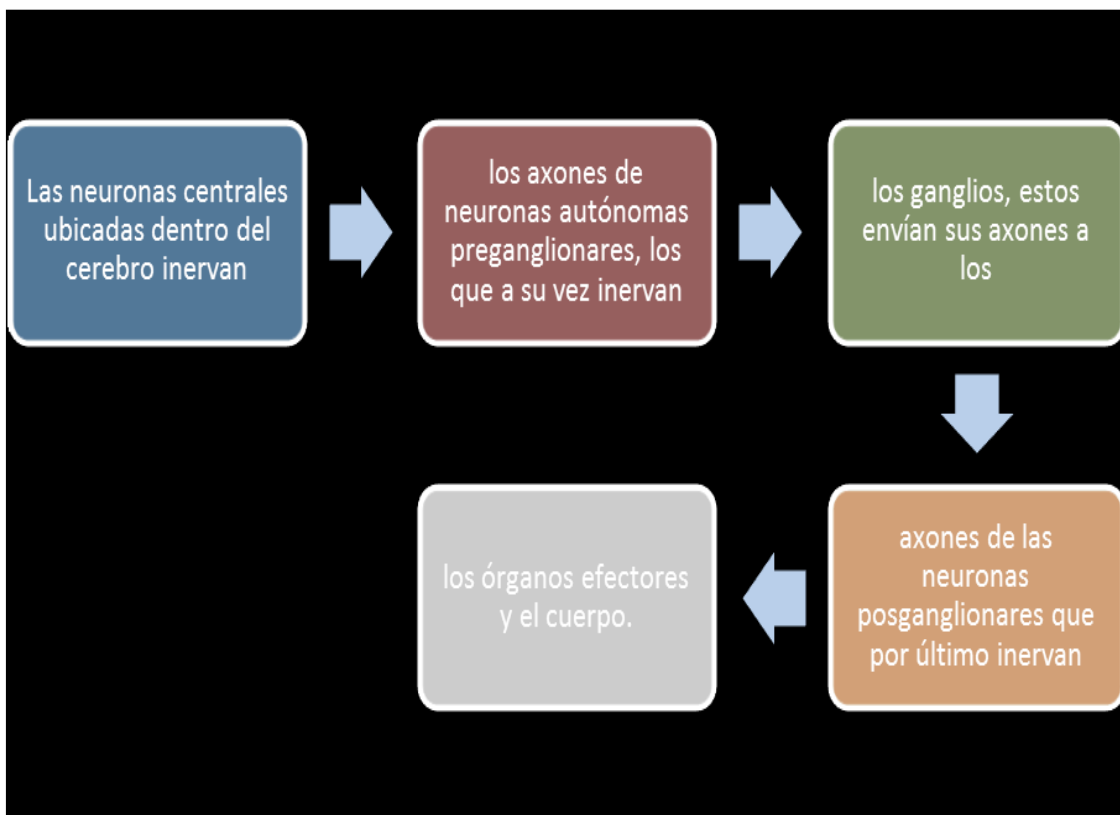 Las neuronas centrales
ubicadas dentro del
cerebro inervan
los axones de
neuronas autónomas
preganglionares, los
que a su vez inervan
los ganglios, estos
envían sus axones a
los
axones de las
neuronas
posganglionares que
por último inervan
los órganos efectores
y el cuerpo.